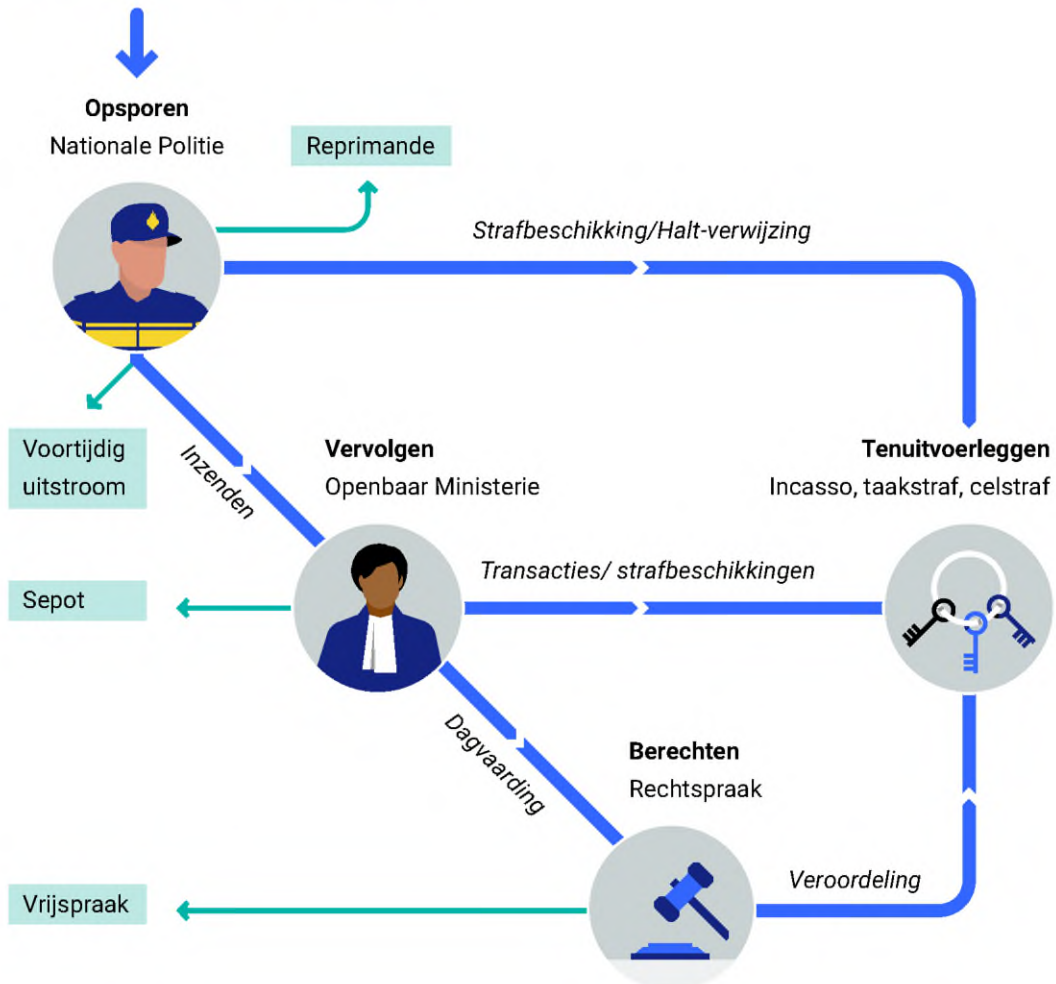 Opsporen
Nationale Politie
Reprimande
Strafbeschikking/Halt-verwijzing
Voortijdig
uitstroom
Inzenden
Vervolgen
Openbaar Ministerie
Tenuitvoerleggen
Incasso, taakstraf, celstraf
Sepot
Transacties/ strafbeschikkingen
Dagvaarding
Berechten
Rechtspraak
Vrijspraak
Veroordeling